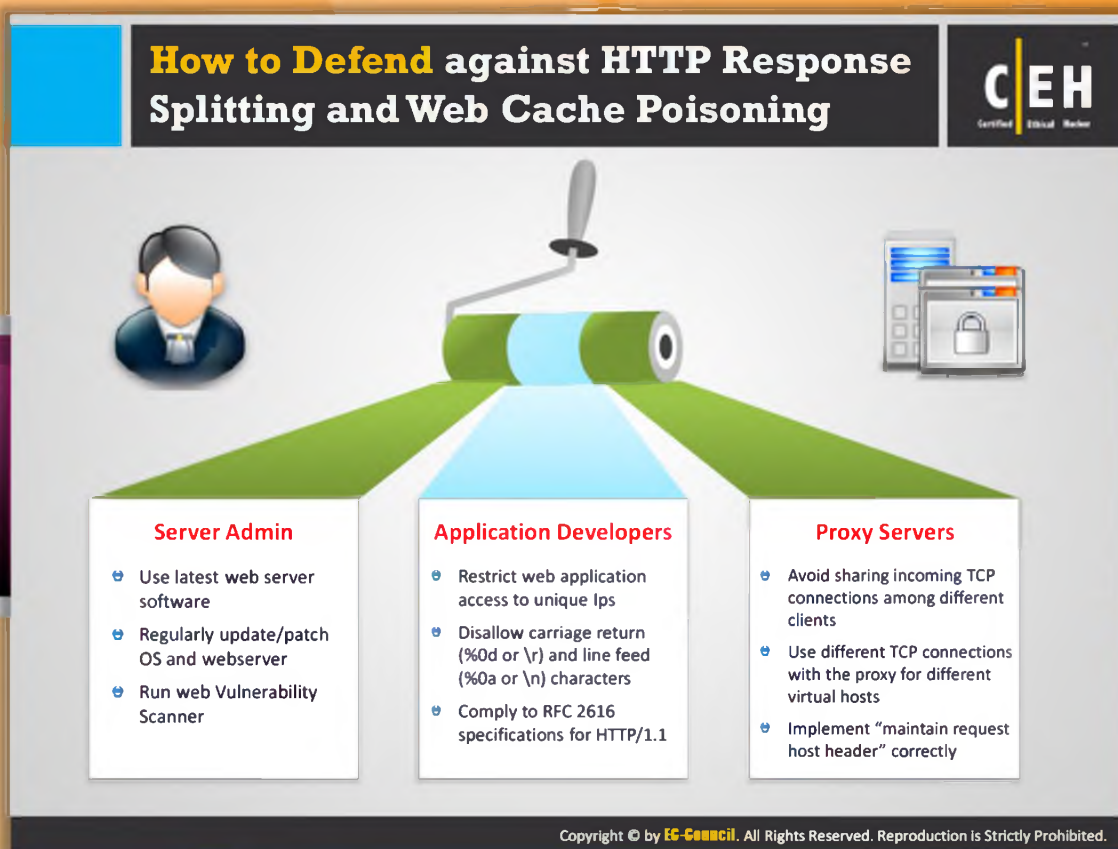 How to Defend against HTTP Response
Splitting and Web Cache Poisoning
C|EH
Certified Ethical Hacker
Server Admin
Use latest web server
software
Regularly update/patch
OS and webserver
Run web Vulnerability
Scanner
Application Developers
Restrict web application
access to unique Ips
Disallow carriage return
(%0d or \r) and line feed
(%0a or \n) characters
Comply to RFC 2616
specifications for HTTP/1.1
Proxy Servers
Avoid sharing incoming TCP
connections among different
clients
Use different TCP connections
with the proxy for different
virtual hosts
Implement “maintain request
host header” correctly
Copyright © by EC-Council. All Rights Reserved. Reproduction is Strictly Prohibited.